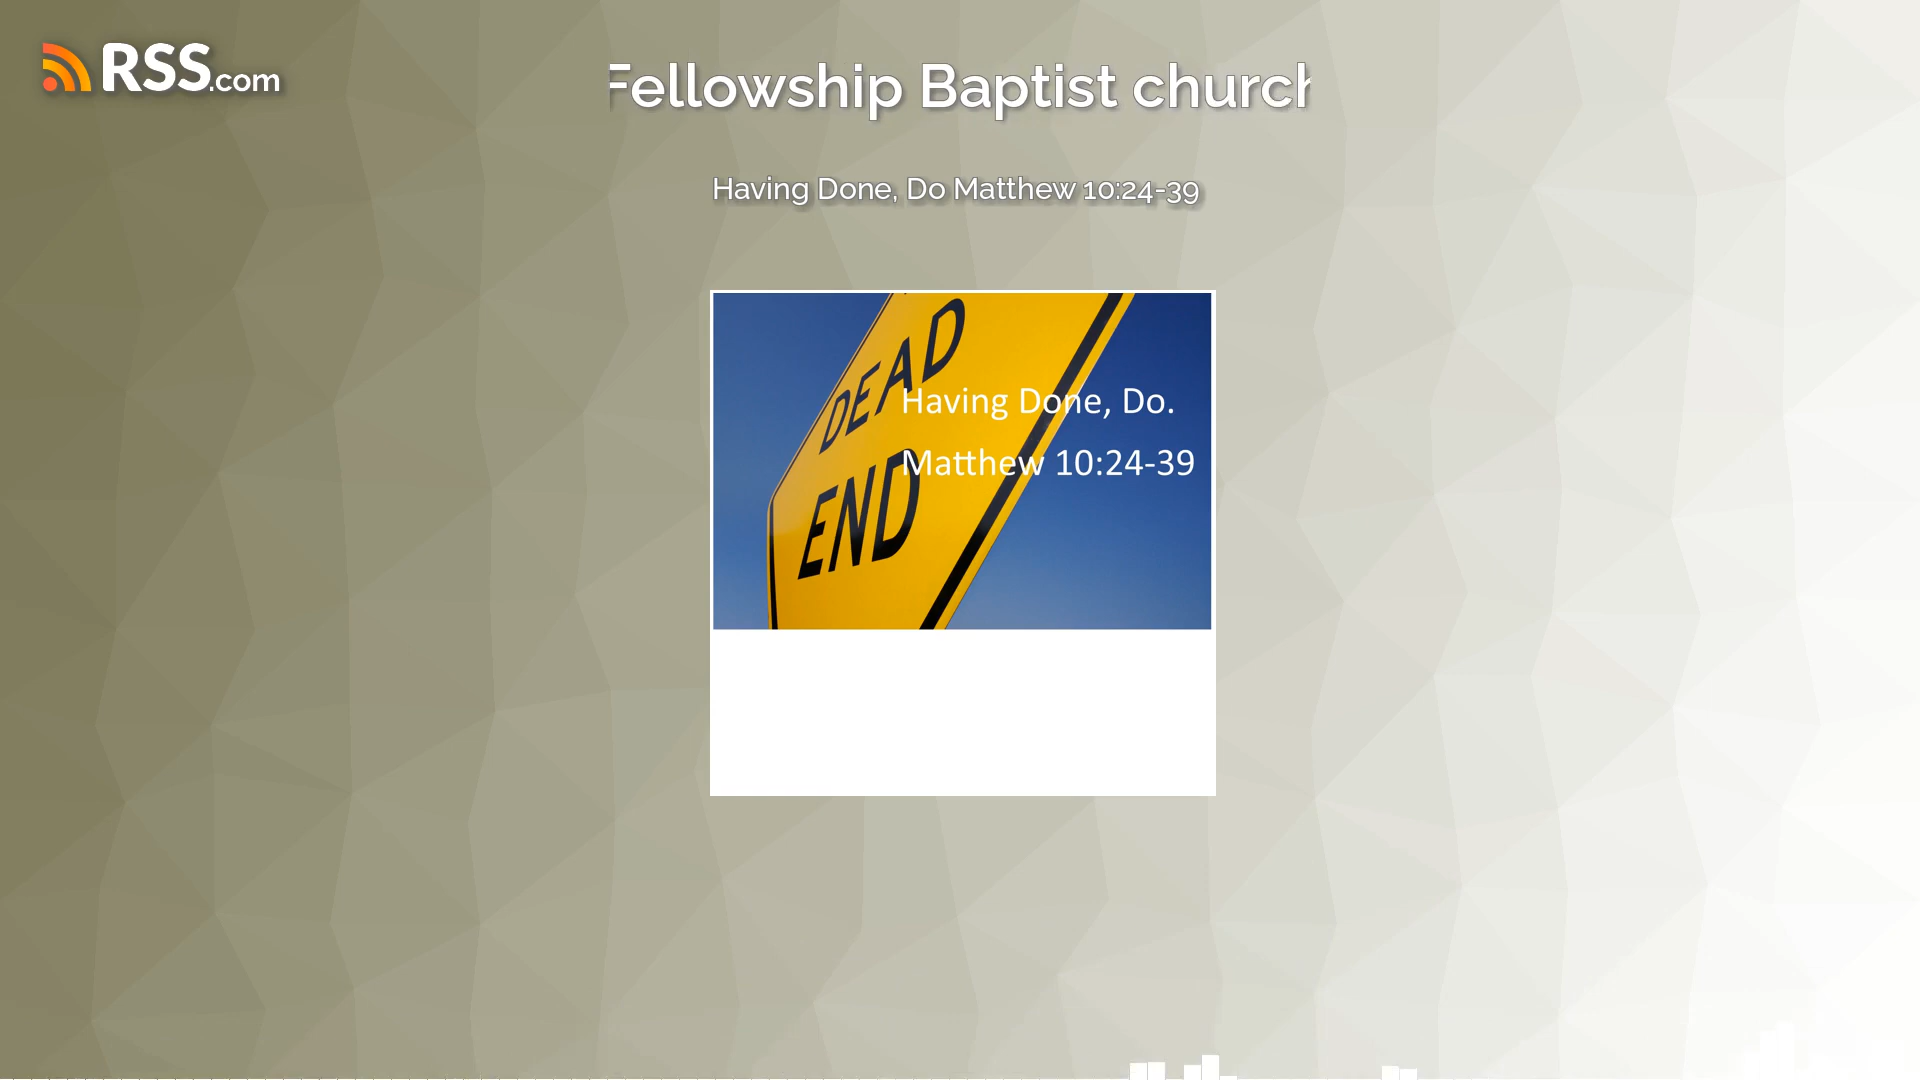 RSS.com
Fellowship Baptist church
Having Done, Do Matthew 10:24-39
DEAD
END
Having Done, Do.
Matthew 10:24-39